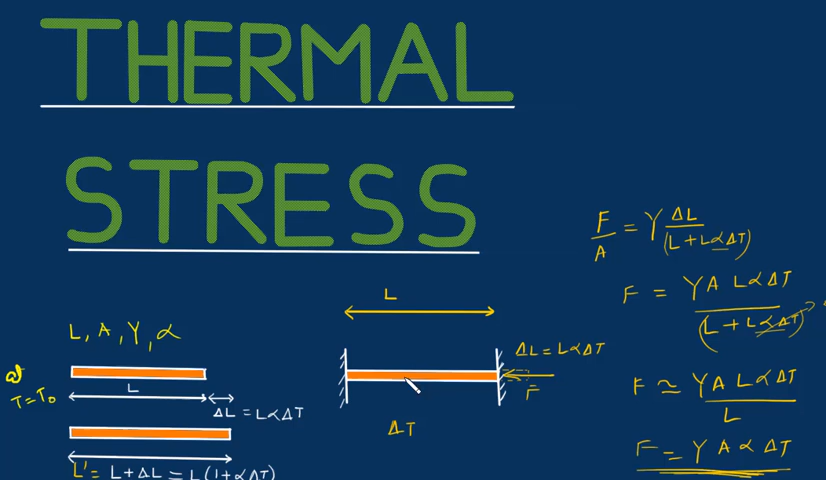 THERMAL
STRESS
L, A, Y, α
at
T=T₀
L
ΔL = LαΔT
L' = L+ΔL = L(1+αΔT)
L
ΔL = LαΔT
F
ΔT
F/A = Y ΔL/(L+LαΔT)
F = YA LαΔT/(L+LαΔT)
F ≃ YA LαΔT/L
F = YAαΔT